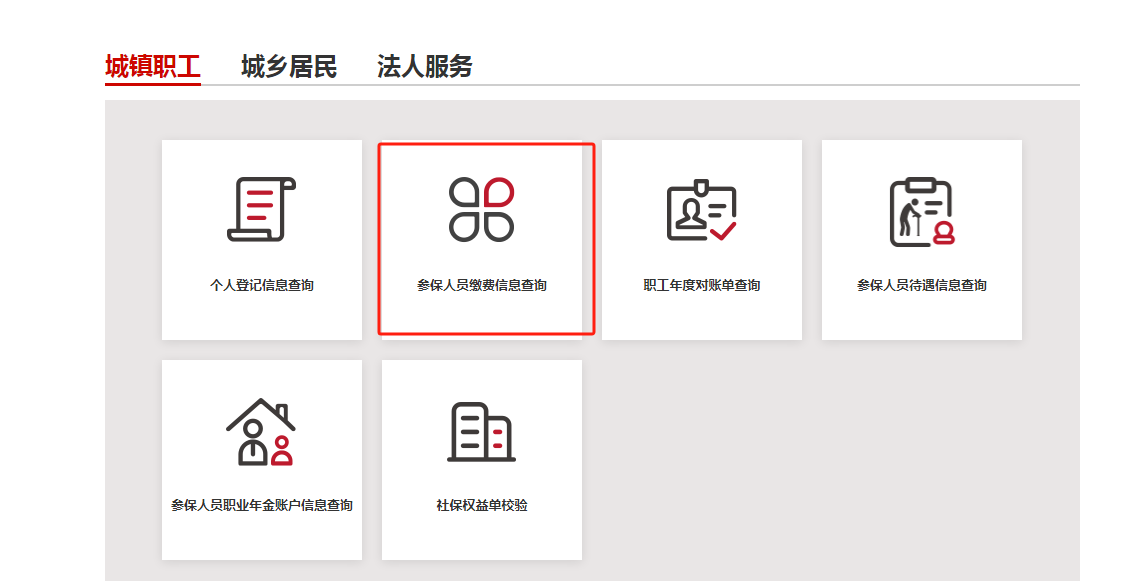 城镇职工 城乡居民 法人服务
个人登记信息查询 参保人员缴费信息查询 职工年度对账单查询 参保人员待遇信息查询
参保人员职业年金账户信息查询 社保权益单校验